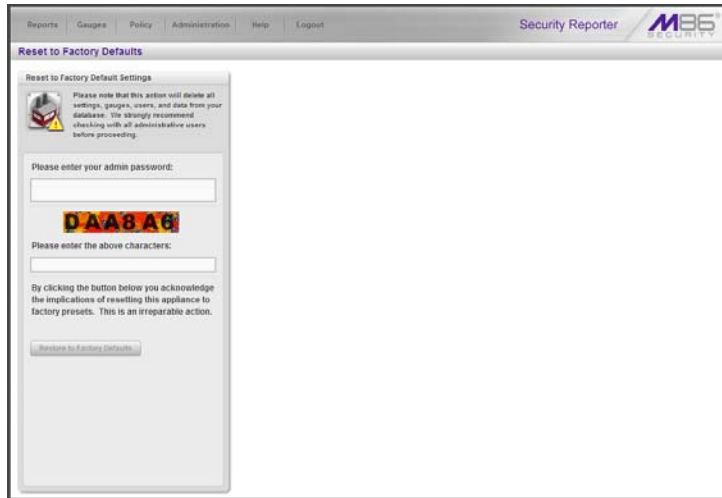 Reports Gauges Policy Administration Help Logout
Security Reporter
M86
SECURITY
Reset to Factory Defaults
Reset to Factory Default Settings
Please note that this action will delete all
settings, gauges, users, and data from your
database. We strongly recommend
checking with all administrative users
before proceeding.
Please enter your admin password:
DAA8A6
Please enter the above characters:
By clicking the button below you acknowledge
the implications of resetting this appliance to
factory presets. This is an irreparable action.
Restore to Factory Defaults